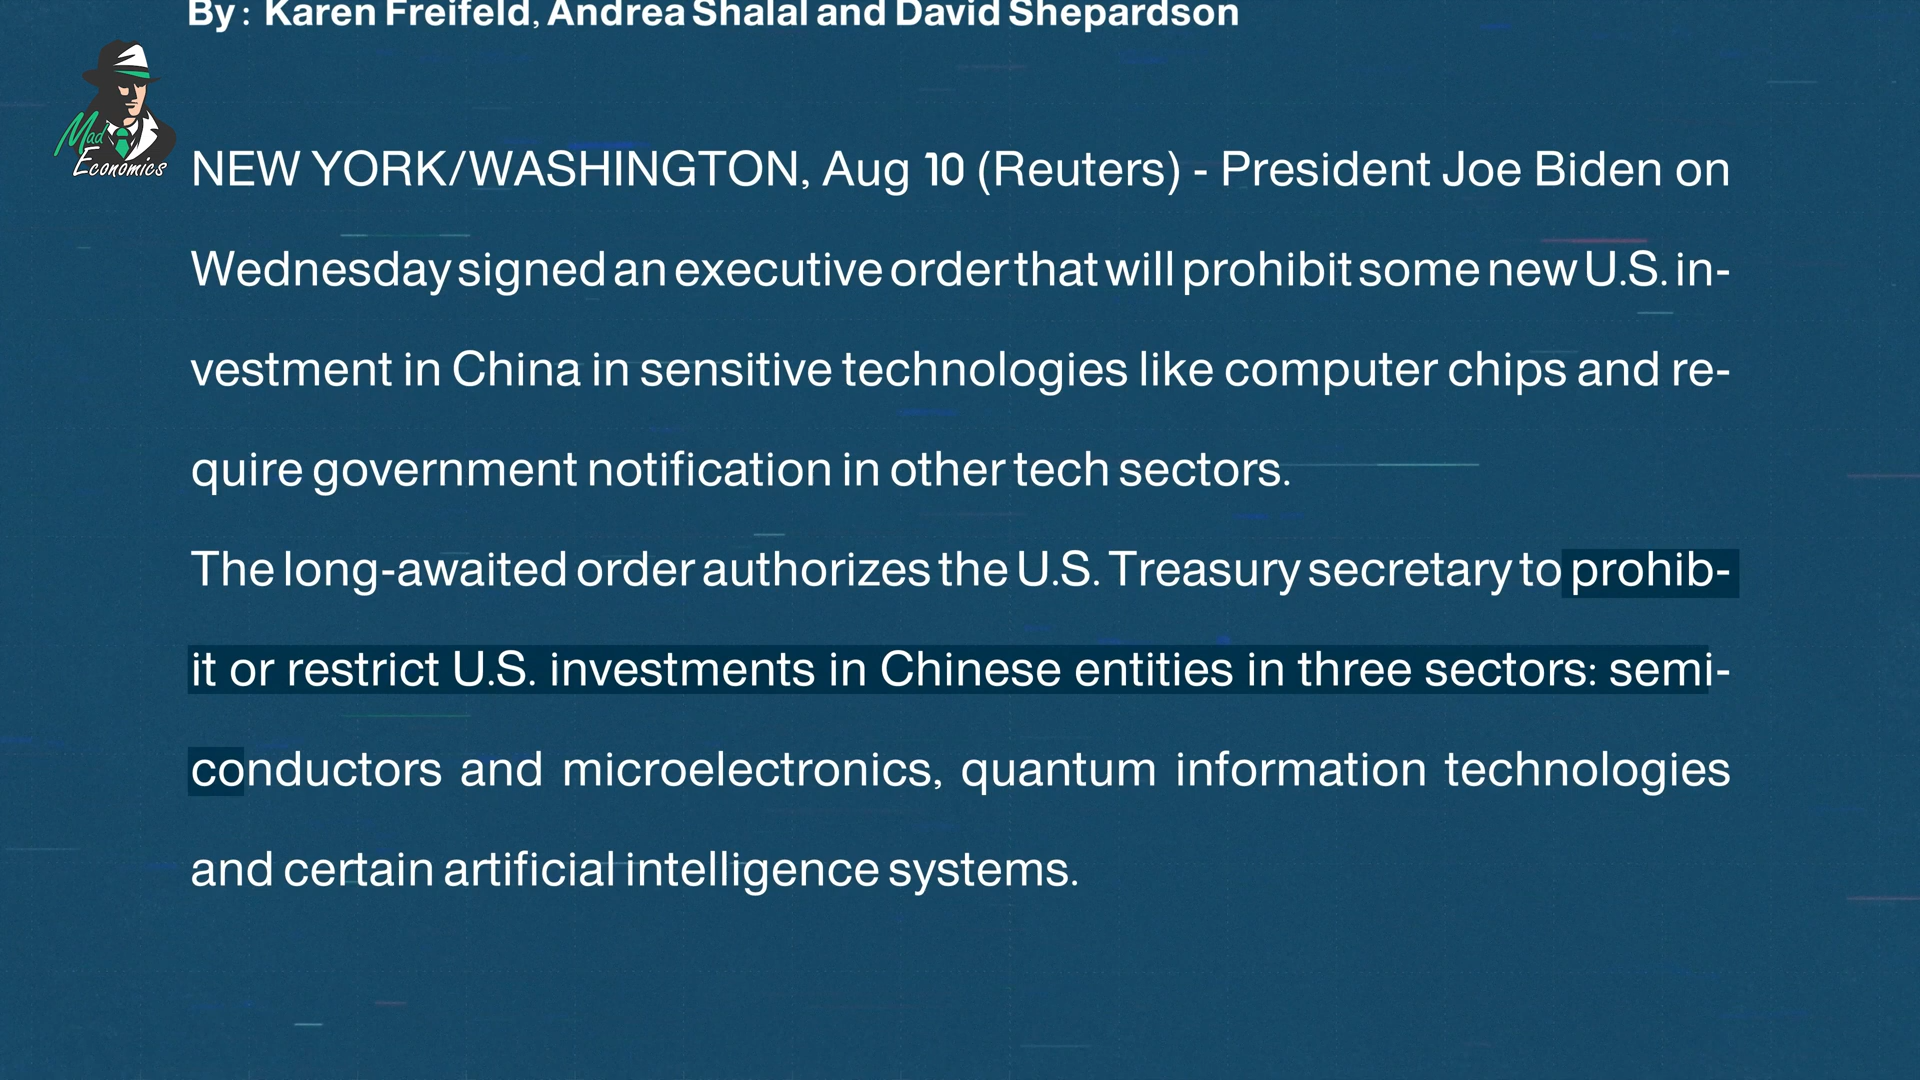 By : Karen Freifeld, Andrea Shalal and David Shepardson
Mad
Economics
NEW YORK/WASHINGTON, Aug 10 (Reuters) - President Joe Biden on
Wednesday signed an executive order that will prohibit some new U.S. in-
vestment in China in sensitive technologies like computer chips and re-
quire government notification in other tech sectors.
The long-awaited order authorizes the U.S. Treasury secretary to prohib-
it or restrict U.S. investments in Chinese entities in three sectors: semi-
conductors and microelectronics, quantum information technologies
and certain artificial intelligence systems.